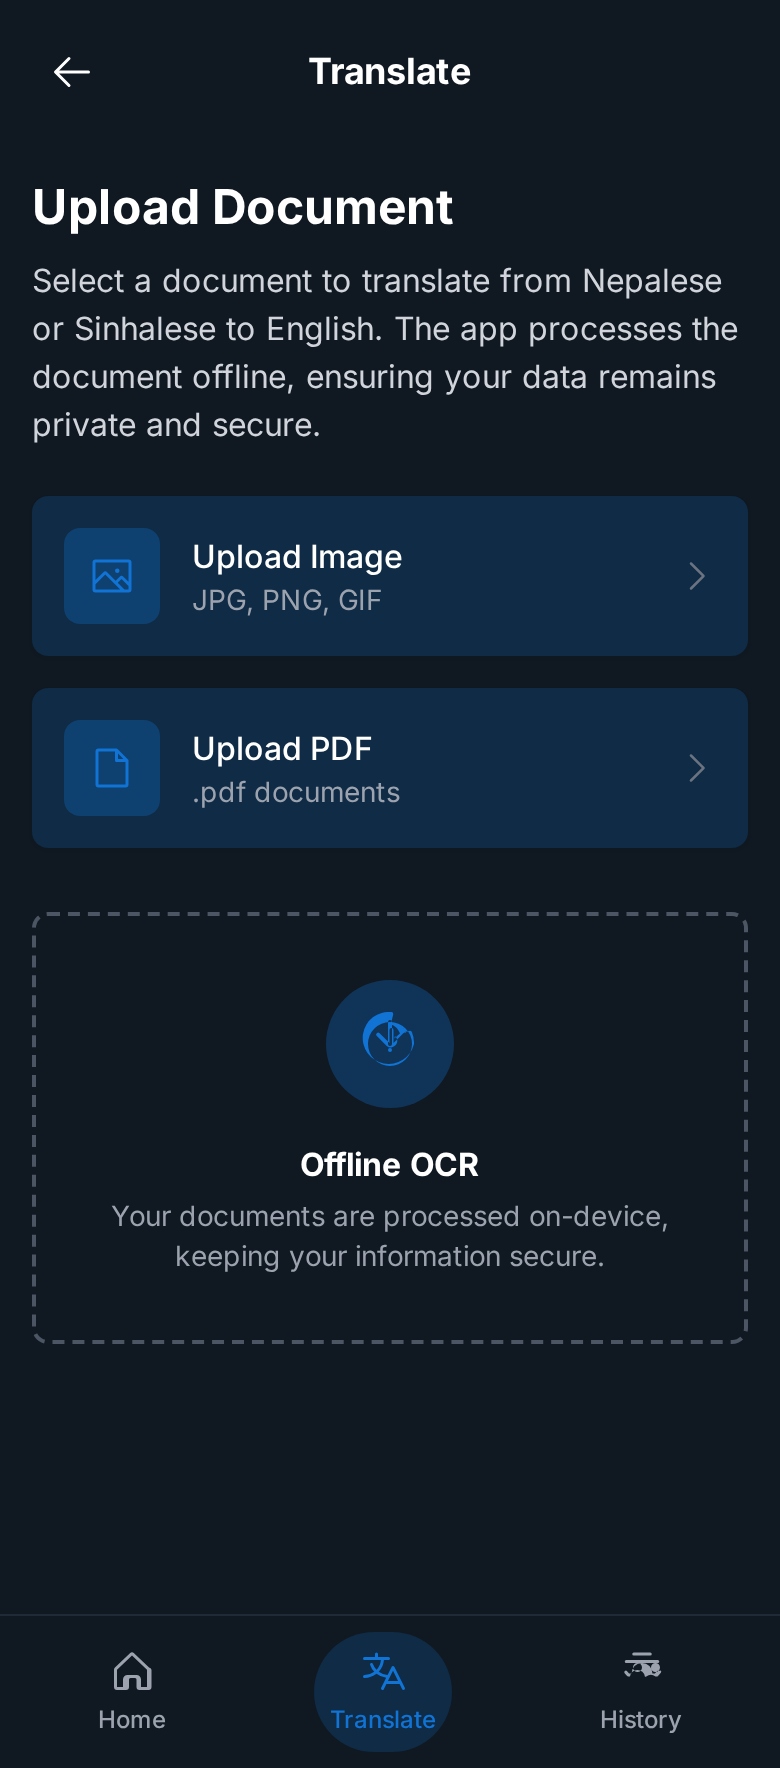 Translate
Upload Document
Select a document to translate from Nepalese
or Sinhalese to English. The app processes the
document offline, ensuring your data remains
private and secure.
Upload Image
JPG, PNG, GIF
Upload PDF
.pdf documents
Offline OCR
Your documents are processed on-device,
keeping your information secure.
Home
Translate
History